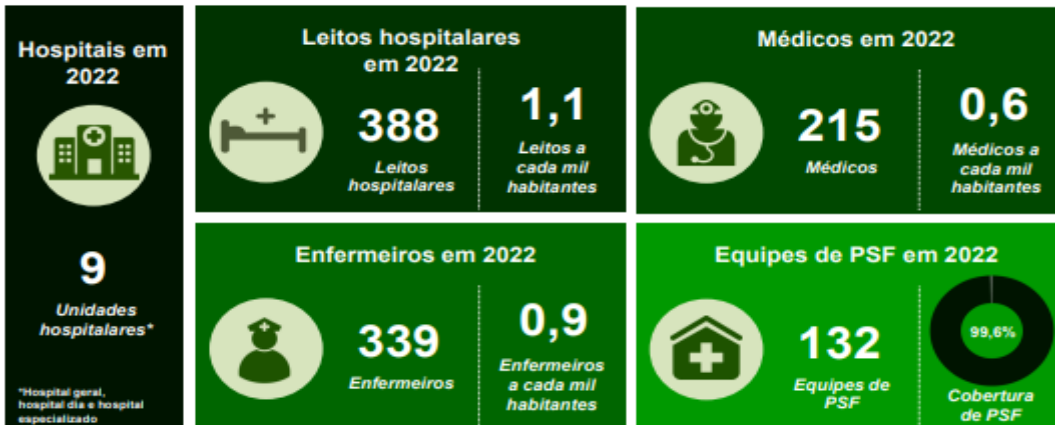 Hospitais em
2022
9
Unidades
hospitalares*
*Hospital geral,
hospital dia e hospital
especializado
Leitos hospitalares
em 2022
388
Leitos
hospitalares
1,1
Leitos a
cada mil
habitantes
Médicos em 2022
215
Médicos
0,6
Médicos a
cada mil
habitantes
Enfermeiros em 2022
339
Enfermeiros
0,9
Enfermeiros
a cada mil
habitantes
Equipes de PSF em 2022
132
Equipes de
PSF
99,6%
Cobertura
de PSF